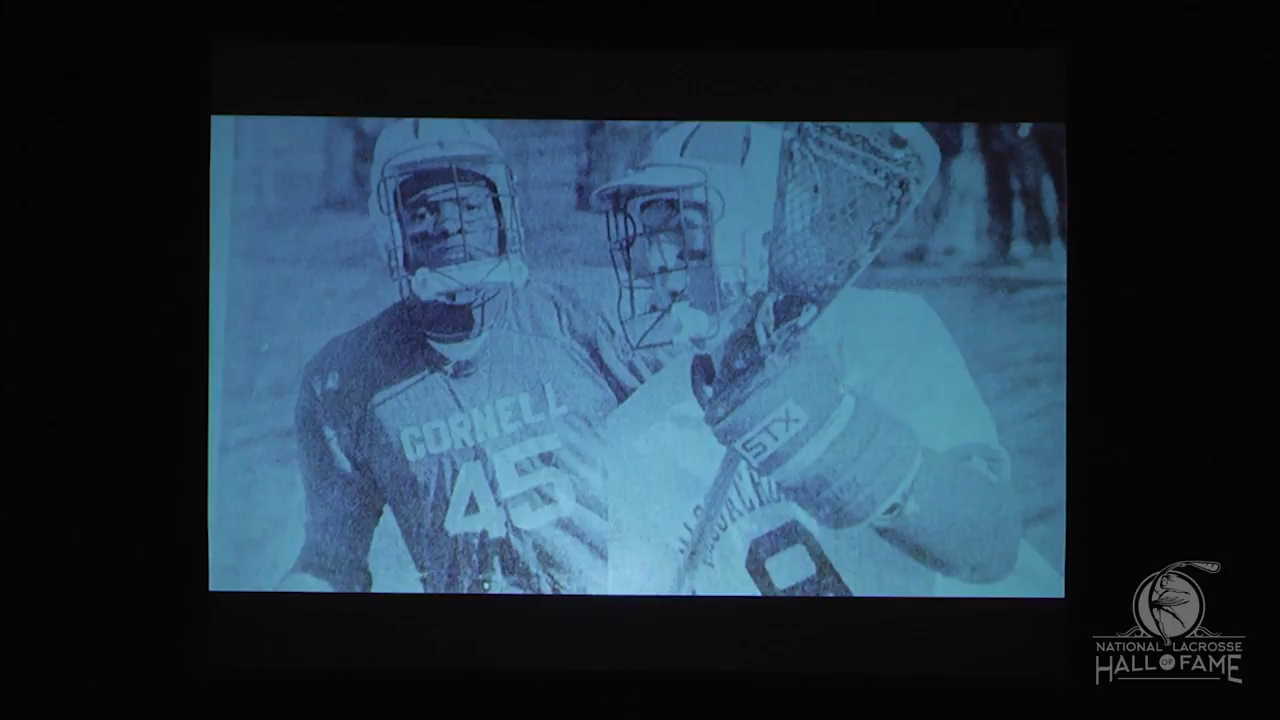 CORNELL
45
STX
NATIONAL LACROSSE
HALL OF FAME